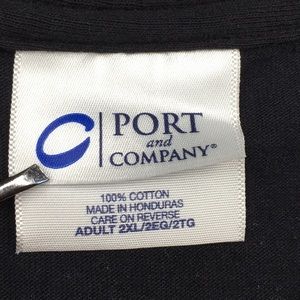 PORT
and
COMPANY®
100% COTTON
MADE IN HONDURAS
CARE ON REVERSE
ADULT 2XL/2EG/2TG